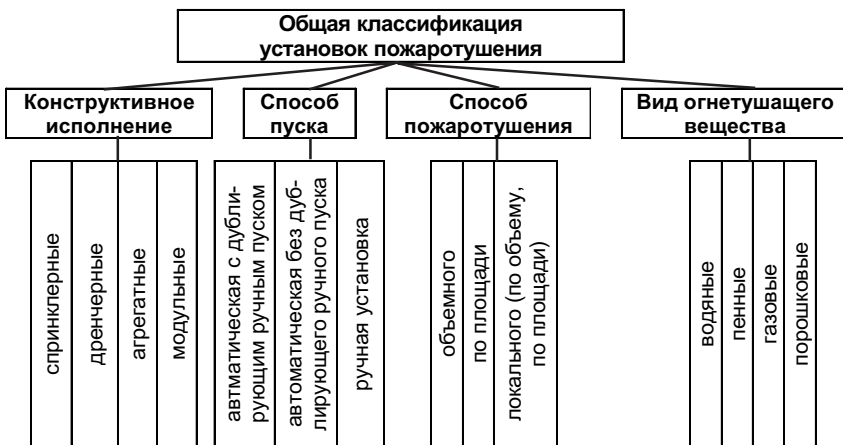 Общая классификация
установок пожаротушения
Конструктивное
исполнение
Способ
пуска
Способ
пожаротушения
Вид огнетушащего
вещества
спринклерные
дренчерные
агрегатные
модульные
автматическая с дубли-
рующим ручным пуском
автоматическая без дуб-
лирующего ручного пуска
ручная установка
объемного
по площади
локального (по объему,
по площади)
водяные
пенные
газовые
порошковые